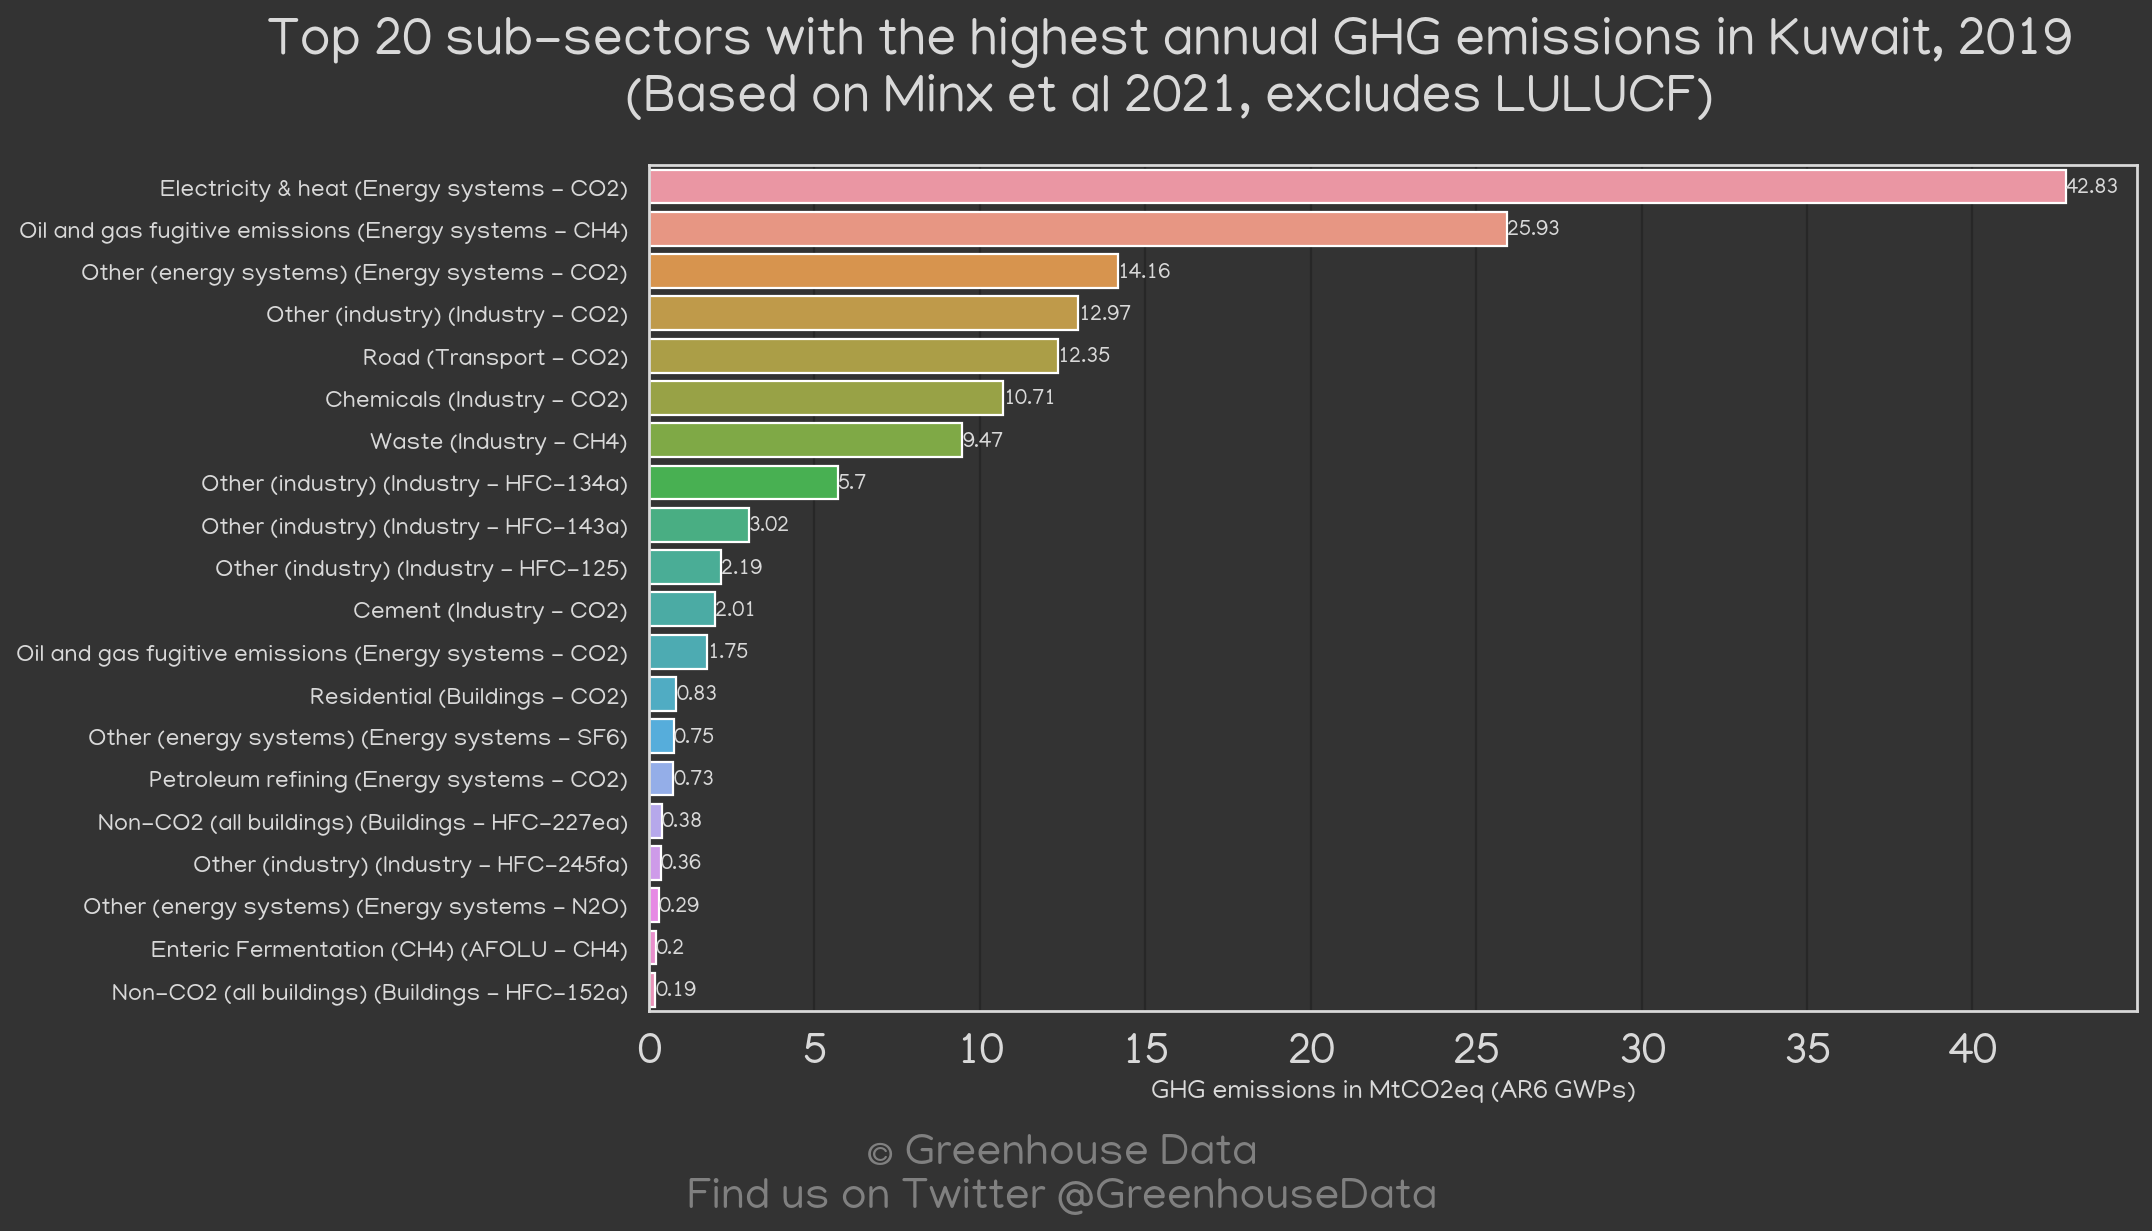 Top 20 sub-sectors with the highest annual GHG emissions in Kuwait, 2019
(Based on Minx et al 2021, excludes LULUCF)
Electricity & heat (Energy systems - CO2) 42.83
Oil and gas fugitive emissions (Energy systems - CH4) 25.93
Other (energy systems) (Energy systems - CO2) 14.16
Other (industry) (Industry - CO2) 12.97
Road (Transport - CO2) 12.35
Chemicals (Industry - CO2) 10.71
Waste (Industry - CH4) 9.47
Other (industry) (Industry - HFC-134a) 5.7
Other (industry) (Industry - HFC-143a) 3.02
Other (industry) (Industry - HFC-125) 2.19
Cement (Industry - CO2) 2.01
Oil and gas fugitive emissions (Energy systems - CO2) 1.75
Residential (Buildings - CO2) 0.83
Other (energy systems) (Energy systems - SF6) 0.75
Petroleum refining (Energy systems - CO2) 0.73
Non-CO2 (all buildings) (Buildings - HFC-227ea) 0.38
Other (industry) (Industry - HFC-245fa) 0.36
Other (energy systems) (Energy systems - N2O) 0.29
Enteric Fermentation (CH4) (AFOLU - CH4) 0.2
Non-CO2 (all buildings) (Buildings - HFC-152a) 0.19
0 5 10 15 20 25 30 35 40
GHG emissions in MtCO2eq (AR6 GWPs)
© Greenhouse Data
Find us on Twitter @GreenhouseData